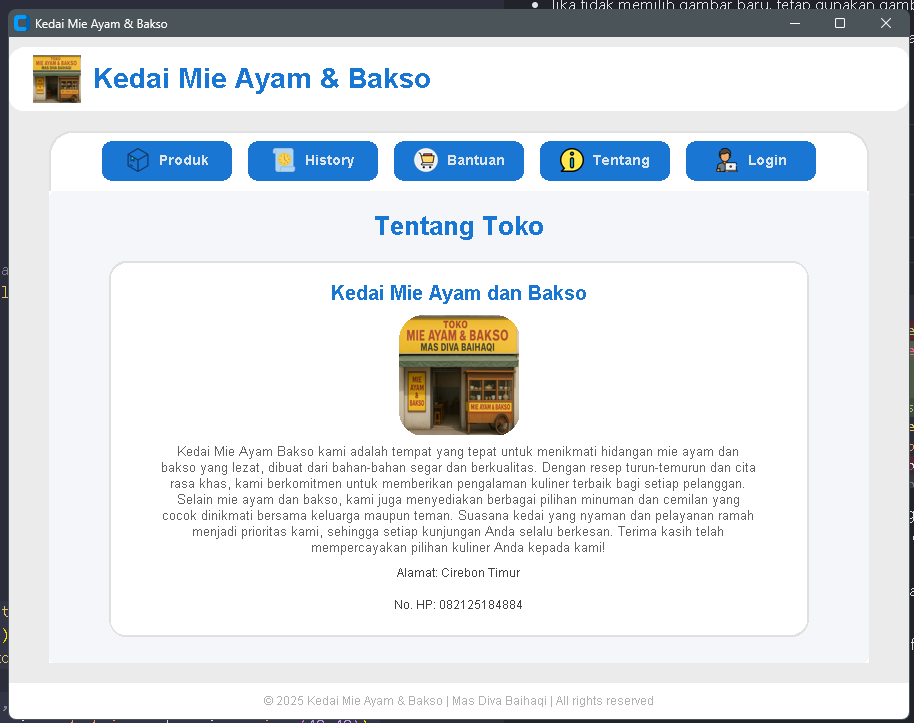 Jika tidak memilih gambar baru, tetap gunakan
Kedai Mie Ayam & Bakso
Kedai Mie Ayam & Bakso
Produk
History
Bantuan
Tentang
Login
Tentang Toko
Kedai Mie Ayam dan Bakso
TOKO
MIE AYAM & BAKSO
MAS DIVA BAIHAQI
MIE
AYAM
&
BAKSO
MIE AYAM & BAKSO
Kedai Mie Ayam Bakso kami adalah tempat yang tepat untuk menikmati hidangan mie ayam dan
bakso yang lezat, dibuat dari bahan-bahan segar dan berkualitas. Dengan resep turun-temurun dan cita
rasa khas, kami berkomitmen untuk memberikan pengalaman kuliner terbaik bagi setiap pelanggan.
Selain mie ayam dan bakso, kami juga menyediakan berbagai pilihan minuman dan cemilan yang
cocok dinikmati bersama keluarga maupun teman. Suasana kedai yang nyaman dan pelayanan ramah
menjadi prioritas kami, sehingga setiap kunjungan Anda selalu berkesan. Terima kasih telah
mempercayakan pilihan kuliner Anda kepada kami!
Alamat: Cirebon Timur
No. HP: 082125184884
© 2025 Kedai Mie Ayam & Bakso | Mas Diva Baihaqi | All rights reserved